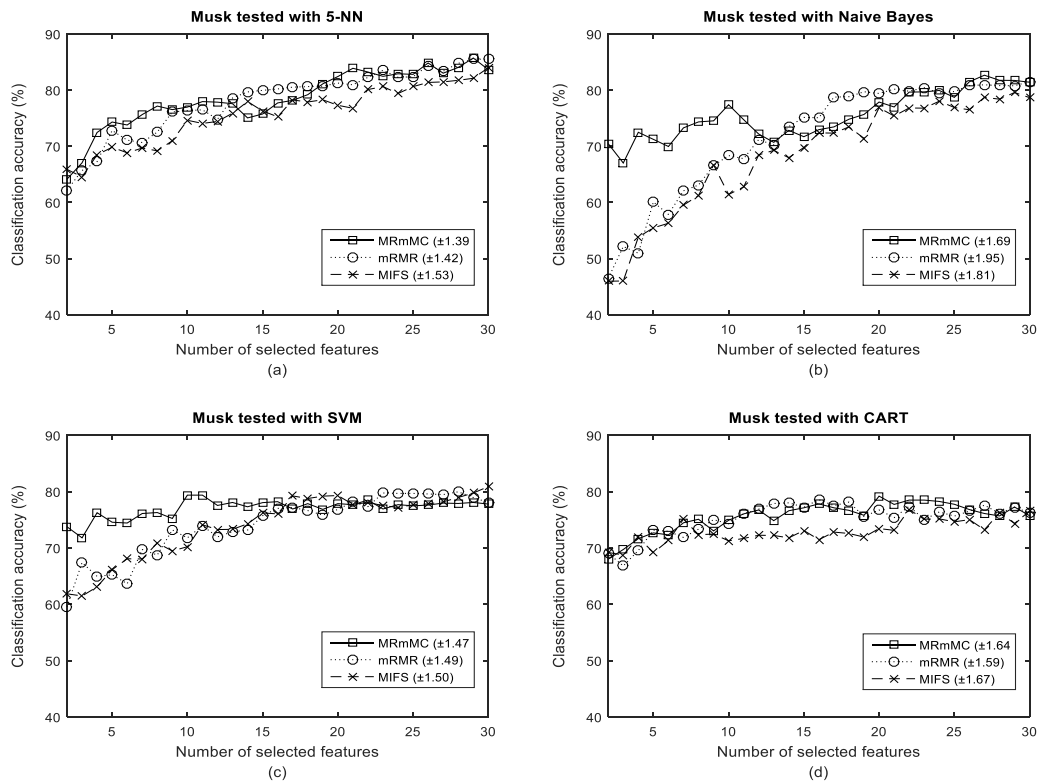 Musk tested with 5-NN
Classification accuracy (%)
90
80
70
60
50
40
5 10 15 20 25 30
MRmMC (±1.39
mRMR (±1.42)
MIFS (±1.53)
Number of selected features
(a)
Musk tested with Naive Bayes
Classification accuracy (%)
90
80
70
60
50
40
5 10 15 20 25 30
MRmMC (±1.69
mRMR (±1.95)
MIFS (±1.81)
Number of selected features
(b)
Musk tested with SVM
Classification accuracy (%)
90
80
70
60
50
40
5 10 15 20 25 30
MRmMC (±1.47
mRMR (±1.49)
MIFS (±1.50)
Number of selected features
(c)
Musk tested with CART
Classification accuracy (%)
90
80
70
60
50
40
5 10 15 20 25 30
MRmMC (±1.64
mRMR (±1.59)
MIFS (±1.67)
Number of selected features
(d)